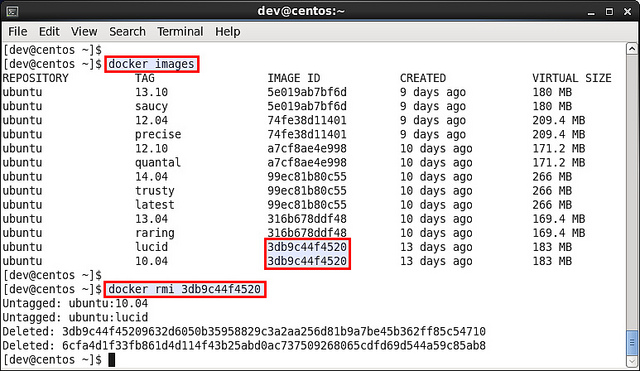 dev@centos:~
File Edit View Search Terminal Help
[dev@centos ~]$
[dev@centos ~]$ docker images
REPOSITORY TAG IMAGE ID CREATED VIRTUAL SIZE
ubuntu 13.10 5e019ab7bf6d 9 days ago 180 MB
ubuntu saucy 5e019ab7bf6d 9 days ago 180 MB
ubuntu 12.04 74fe38d11401 9 days ago 209.4 MB
ubuntu precise 74fe38d11401 9 days ago 209.4 MB
ubuntu 12.10 a7cf8ae4e998 10 days ago 171.2 MB
ubuntu quantal a7cf8ae4e998 10 days ago 171.2 MB
ubuntu 14.04 99ec81b80c55 10 days ago 266 MB
ubuntu trusty 99ec81b80c55 10 days ago 266 MB
ubuntu latest 99ec81b80c55 10 days ago 266 MB
ubuntu 13.04 316b678ddf48 10 days ago 169.4 MB
ubuntu raring 316b678ddf48 10 days ago 169.4 MB
ubuntu lucid 3db9c44f4520 13 days ago 183 MB
ubuntu 10.04 3db9c44f4520 13 days ago 183 MB
[dev@centos ~]$
[dev@centos ~]$ docker rmi 3db9c44f4520
Untagged: ubuntu:10.04
Untagged: ubuntu:lucid
Deleted: 3db9c44f45209632d6050b35958829c3a2aa256d81b9a7be45b362ff85c54710
Deleted: 6cfa4d1f33fb861d4d114f43b25abd0ac737509268065cdfd69d544a59c85ab8
[dev@centos ~]$